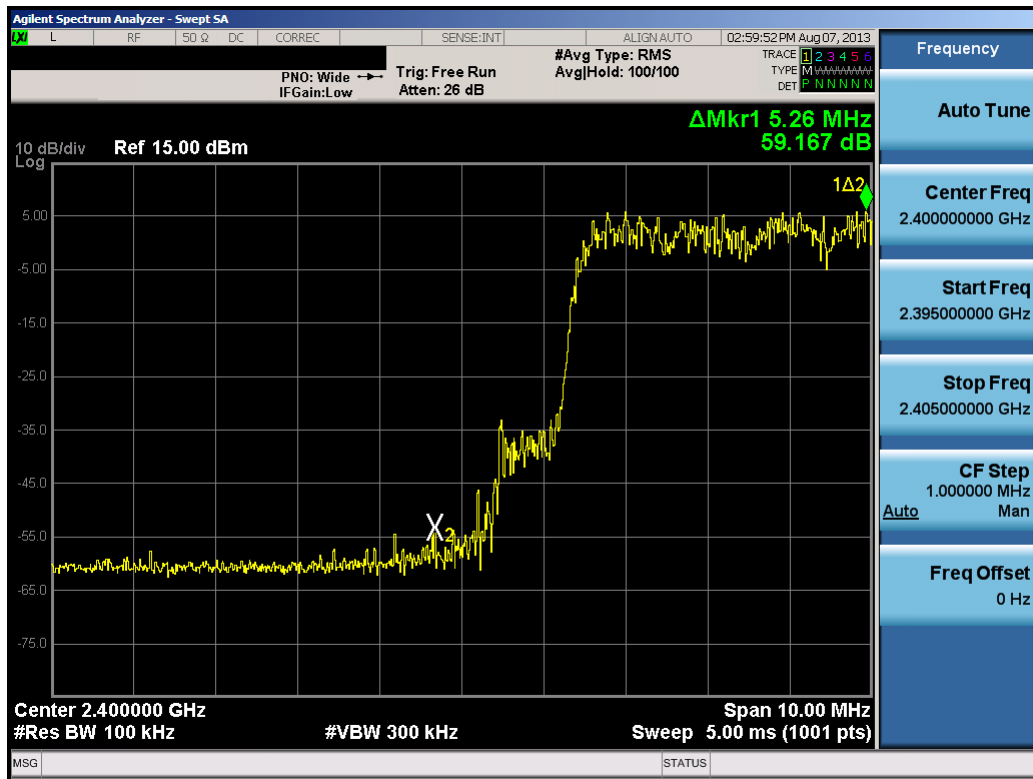 Agilent Spectrum Analyzer - Swept SA
LXI L RF 50 Ω DC CORREC SENSE:INT ALIGN AUTO 02:59:52 PM Aug 07, 2013
PNO: Wide
IFGain:Low
Trig: Free Run
Atten: 26 dB
#Avg Type: RMS
Avg|Hold: 100/100
TRACE 1 2 3 4 5 6
TYPE M W W W W W
DET P N N N N N
ΔMkr1 5.26 MHz
59.167 dB
10 dB/div Ref 15.00 dBm
Log
1Δ2
5.00
-5.00
-15.0
-25.0
-35.0
-45.0
-55.0
X2
-65.0
-75.0
Center 2.400000 GHz Span 10.00 MHz
#Res BW 100 kHz #VBW 300 kHz Sweep 5.00 ms (1001 pts)
MSG STATUS
Frequency
Auto Tune
Center Freq
2.400000000 GHz
Start Freq
2.395000000 GHz
Stop Freq
2.405000000 GHz
CF Step
1.000000 MHz
Auto Man
Freq Offset
0 Hz